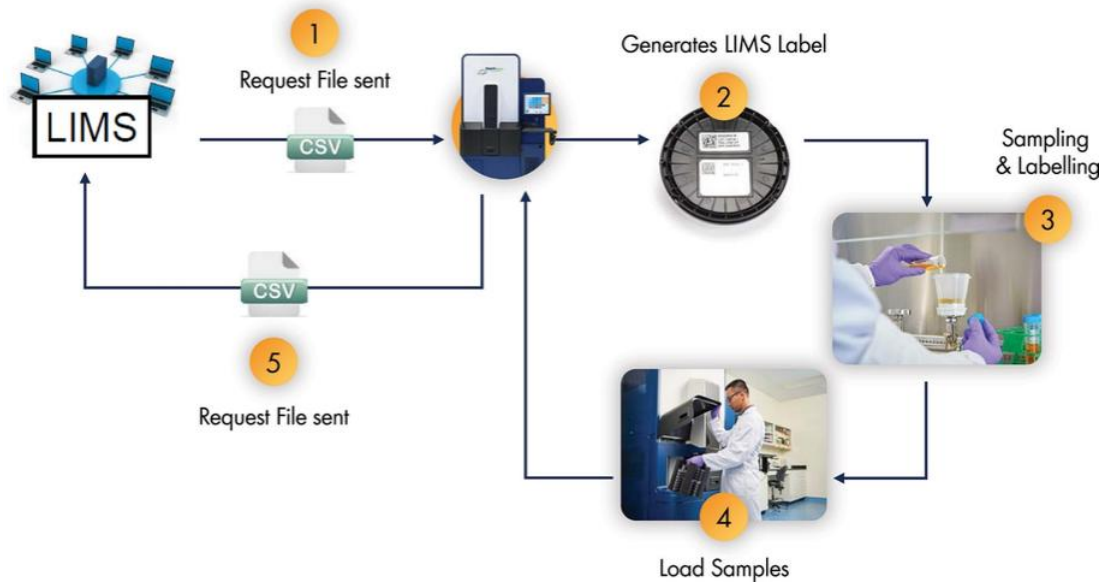 1
Request File sent
CSV
LIMS
Generates LIMS Label
2
Sampling
& Labelling
3
CSV
5
Request File sent
4
Load Samples